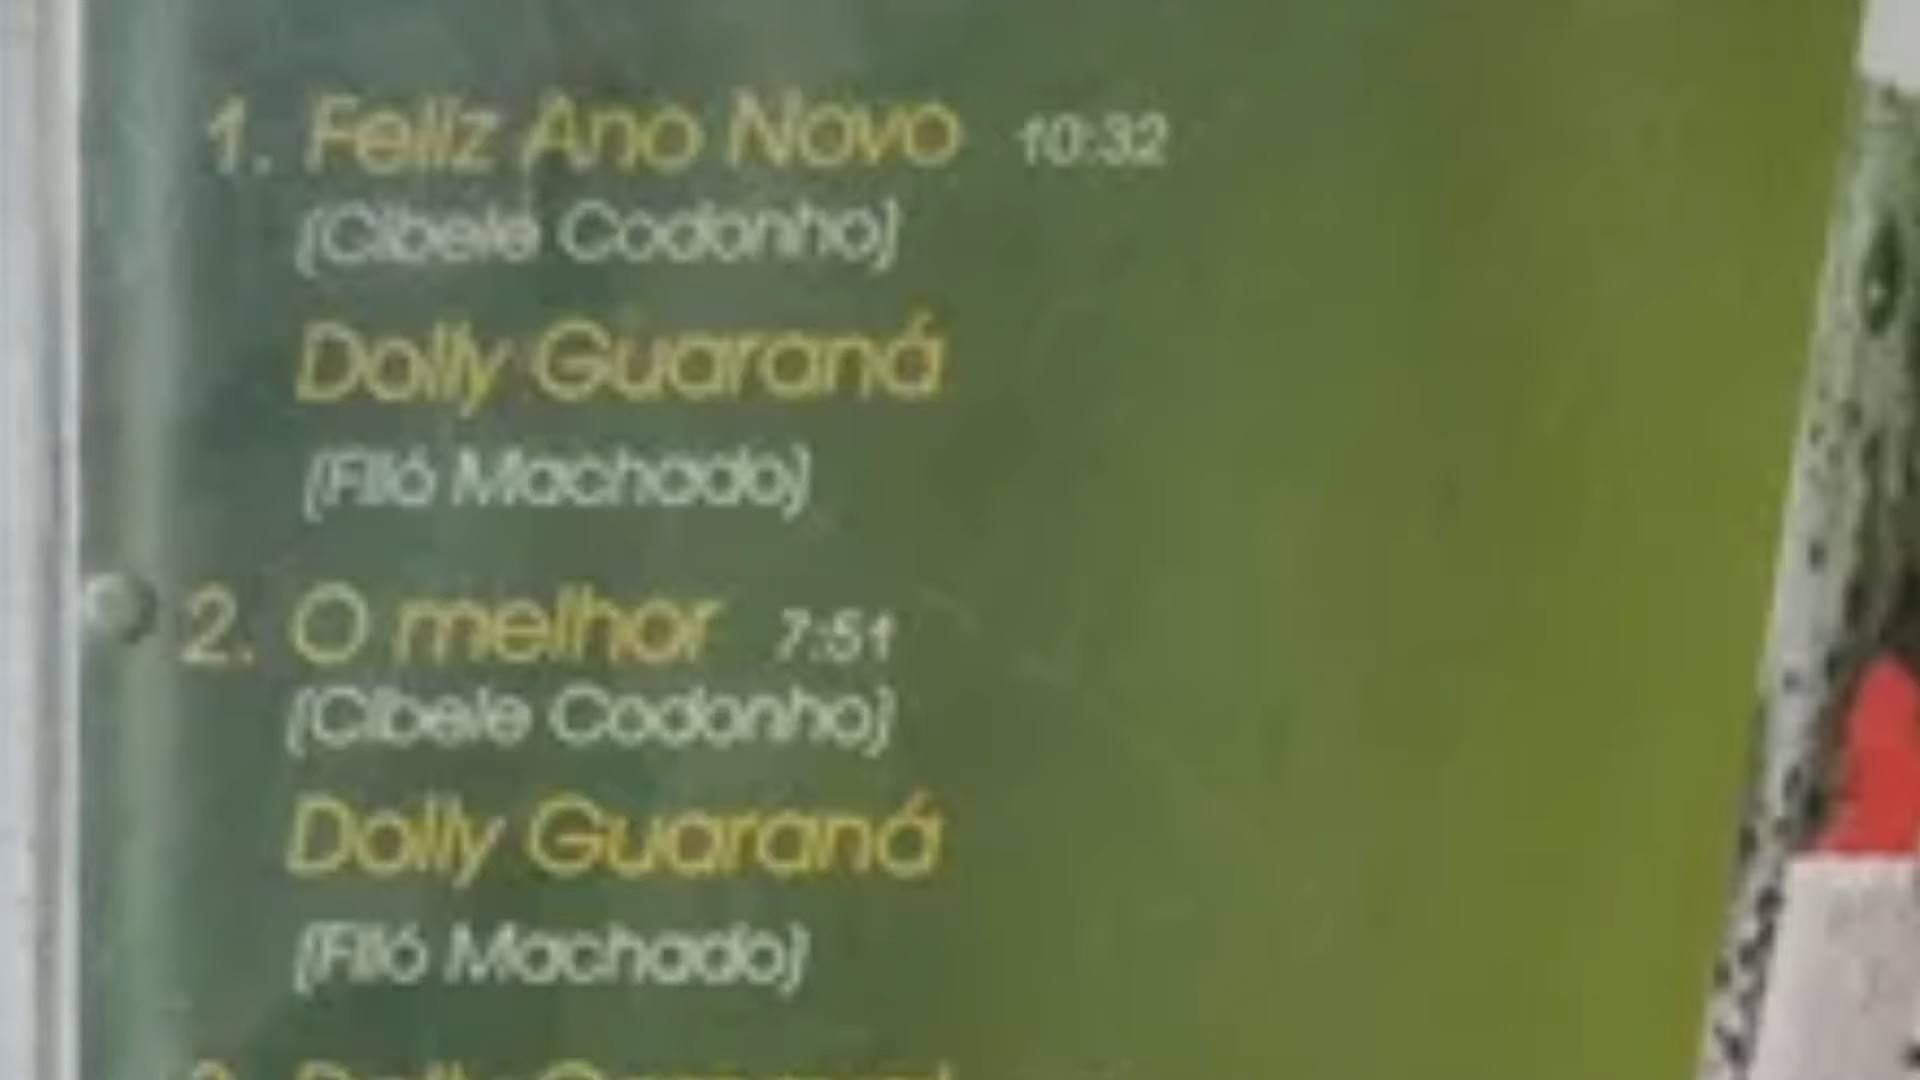 1. Feliz Ano Novo 10:32
(Cibele Codonho)
Dolly Guaraná
(Filó Machado)
2. O melhor 7:51
(Cibele Codonho)
Dolly Guaraná
(Filó Machado)